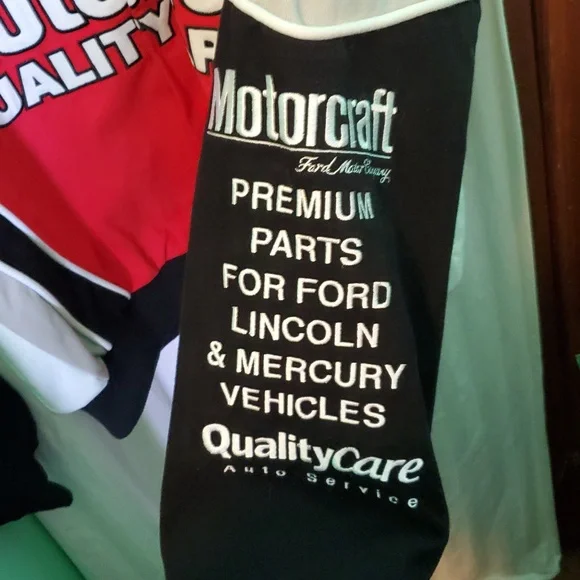 QUALITY
Motorcraft
Ford Motor Company
PREMIUM
PARTS
FOR FORD
LINCOLN
& MERCURY
VEHICLES
QualityCare
Auto Service